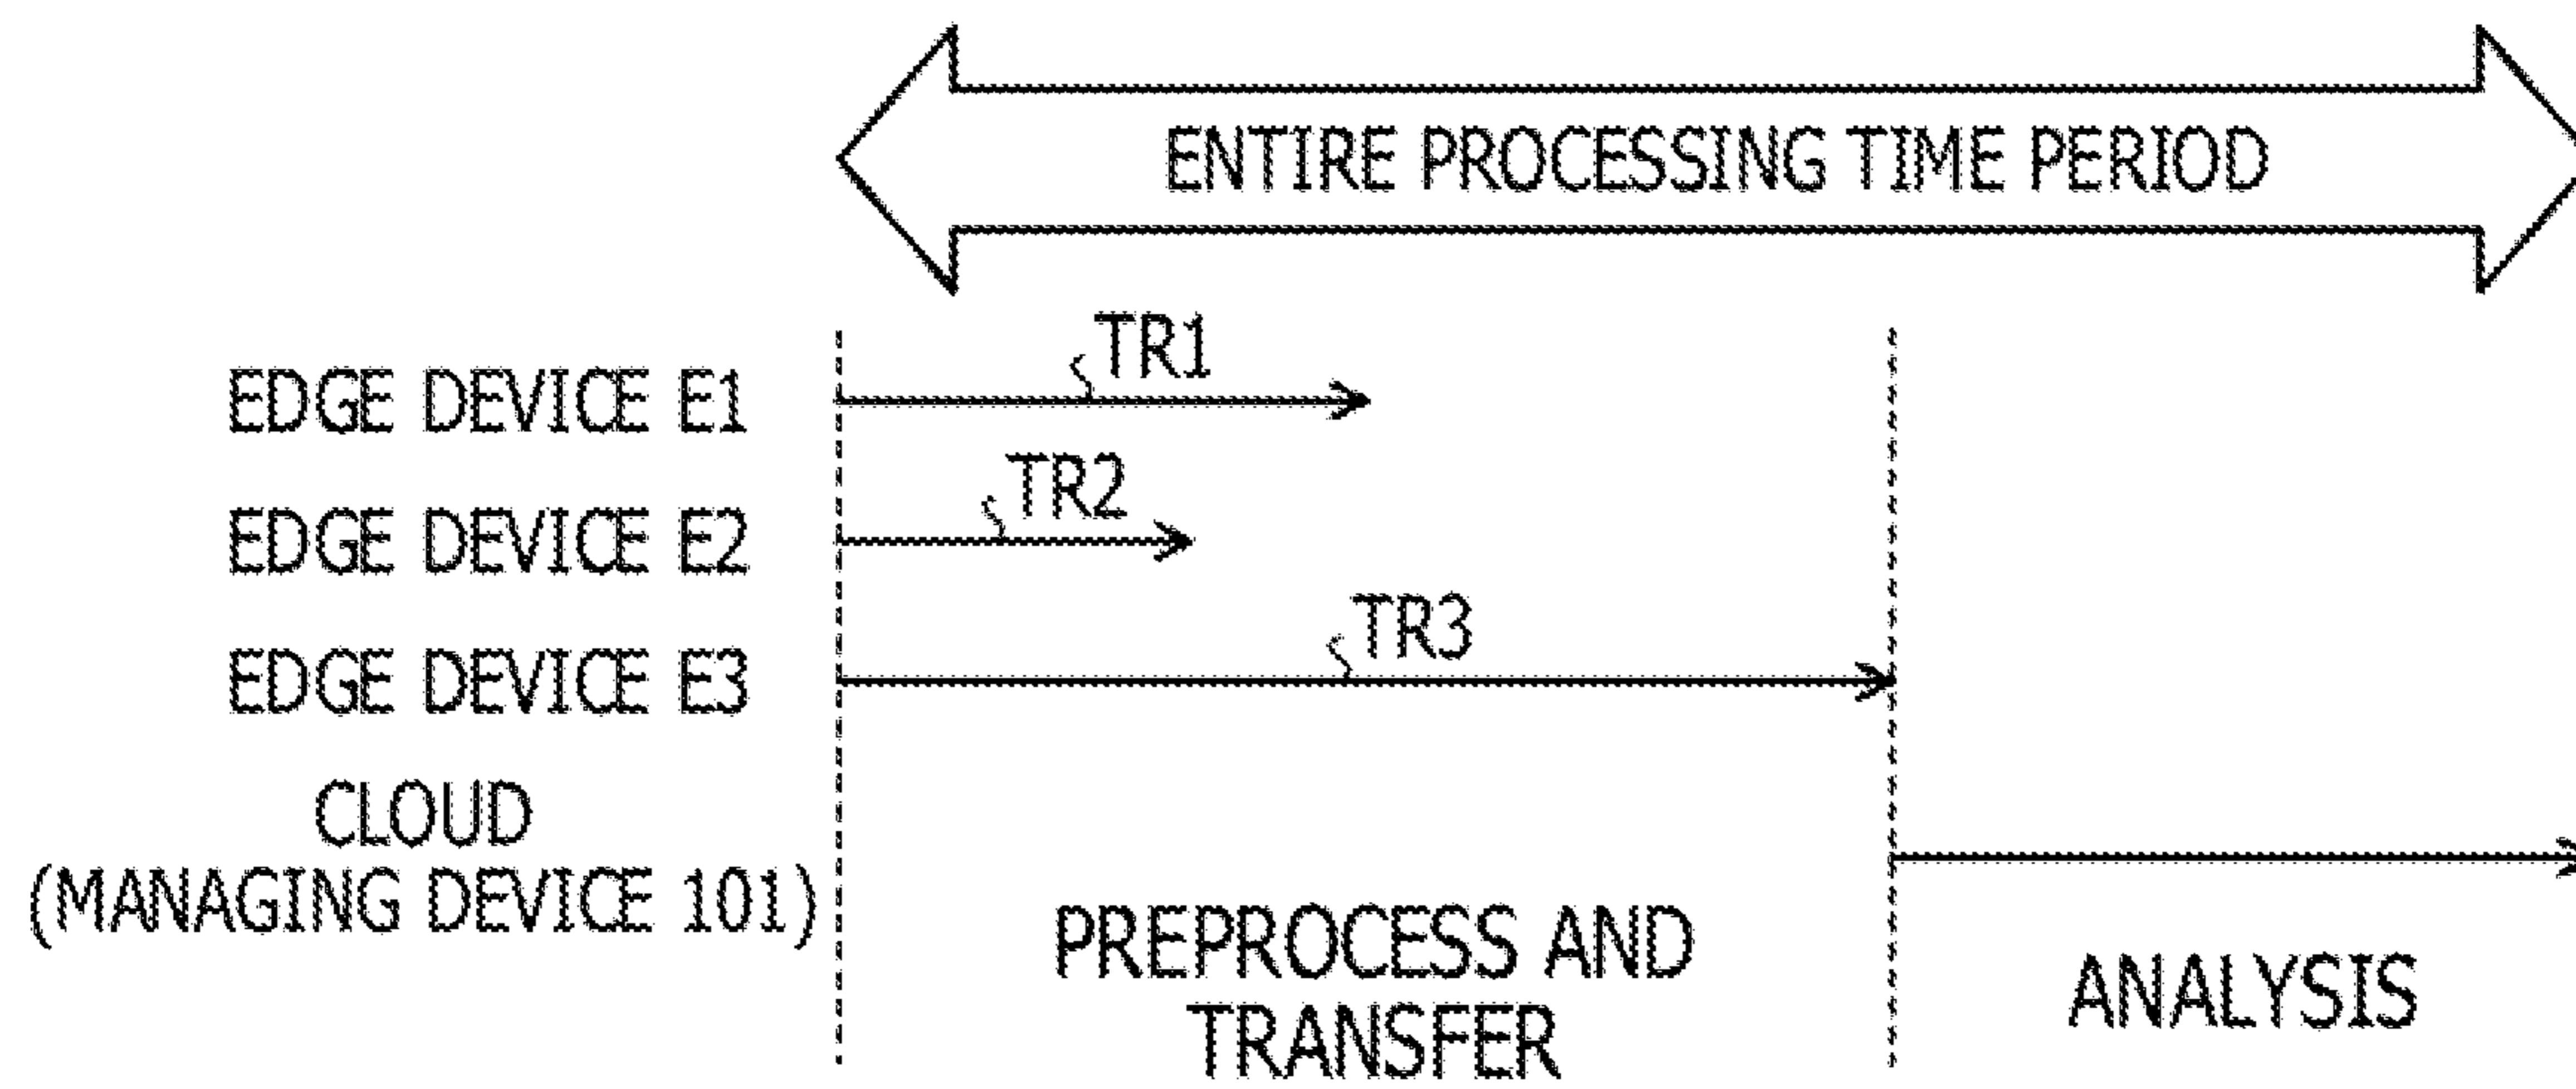 ENTIRE PROCESSING TIME PERIOD
TR1
EDGE DEVICE E1
TR2
EDGE DEVICE E2
TR3
EDGE DEVICE E3
CLOUD
(MANAGING DEVICE 101)
PREPROCESS AND
TRANSFER
ANALYSIS